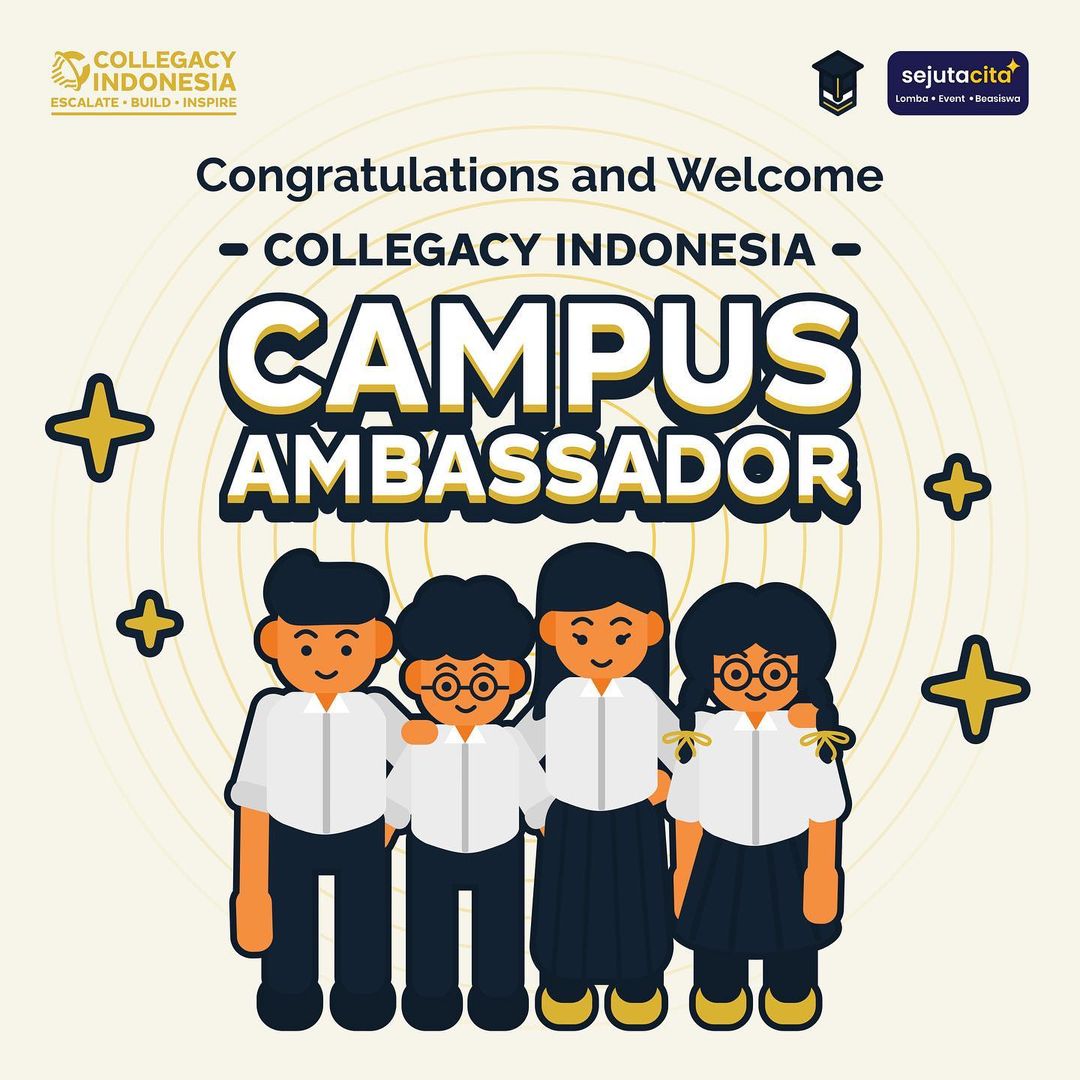 COLLEGACY
INDONESIA
ESCALATE • BUILD • INSPIRE
sejutacita
Lomba • Event • Beasiswa
Congratulations and Welcome
- COLLEGACY INDONESIA -
CAMPUS
AMBASSADOR